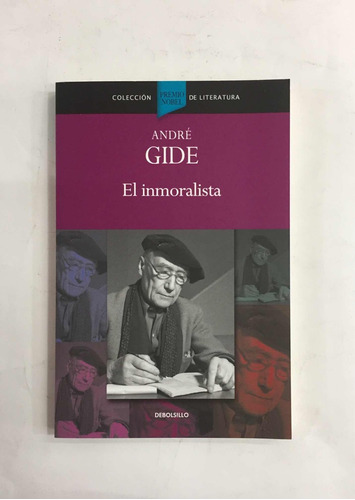 COLECCIÓN PREMIO NOBEL DE LITERATURA
ANDRÉ
GIDE
El inmoralista
DEBOLSILLO